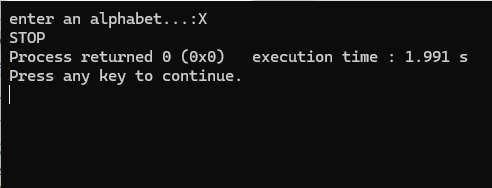 enter an alphabet...:X
STOP
Process returned 0 (0x0)   execution time : 1.991 s
Press any key to continue.